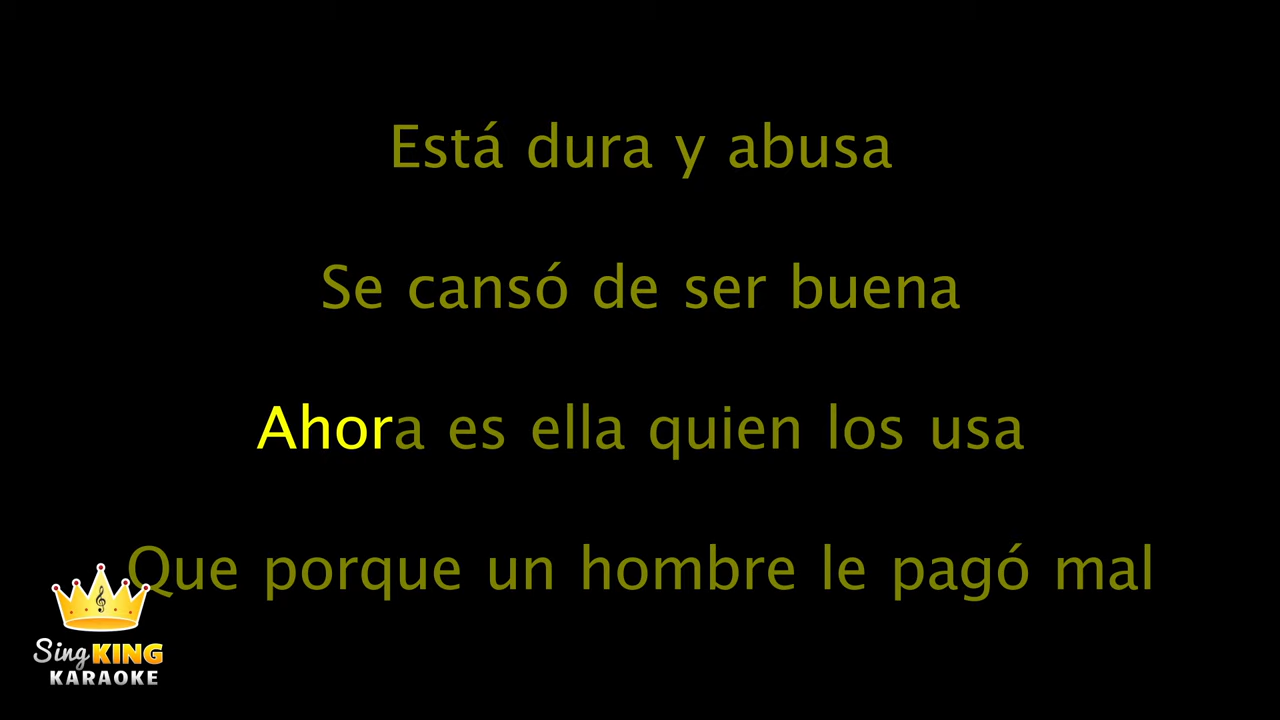 Está dura y abusa
Se cansó de ser buena
Ahora es ella quien los usa
Que porque un hombre le pagó mal
Sing KING
KARAOKE